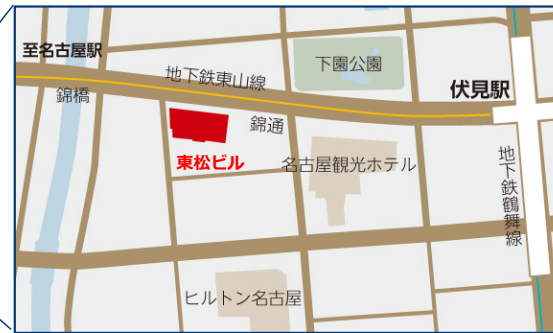 至名古屋駅
地下鉄東山線
下園公園
伏見駅
錦橋
錦通
東松ビル
名古屋観光ホテル
地下鉄鶴舞線
ヒルトン名古屋